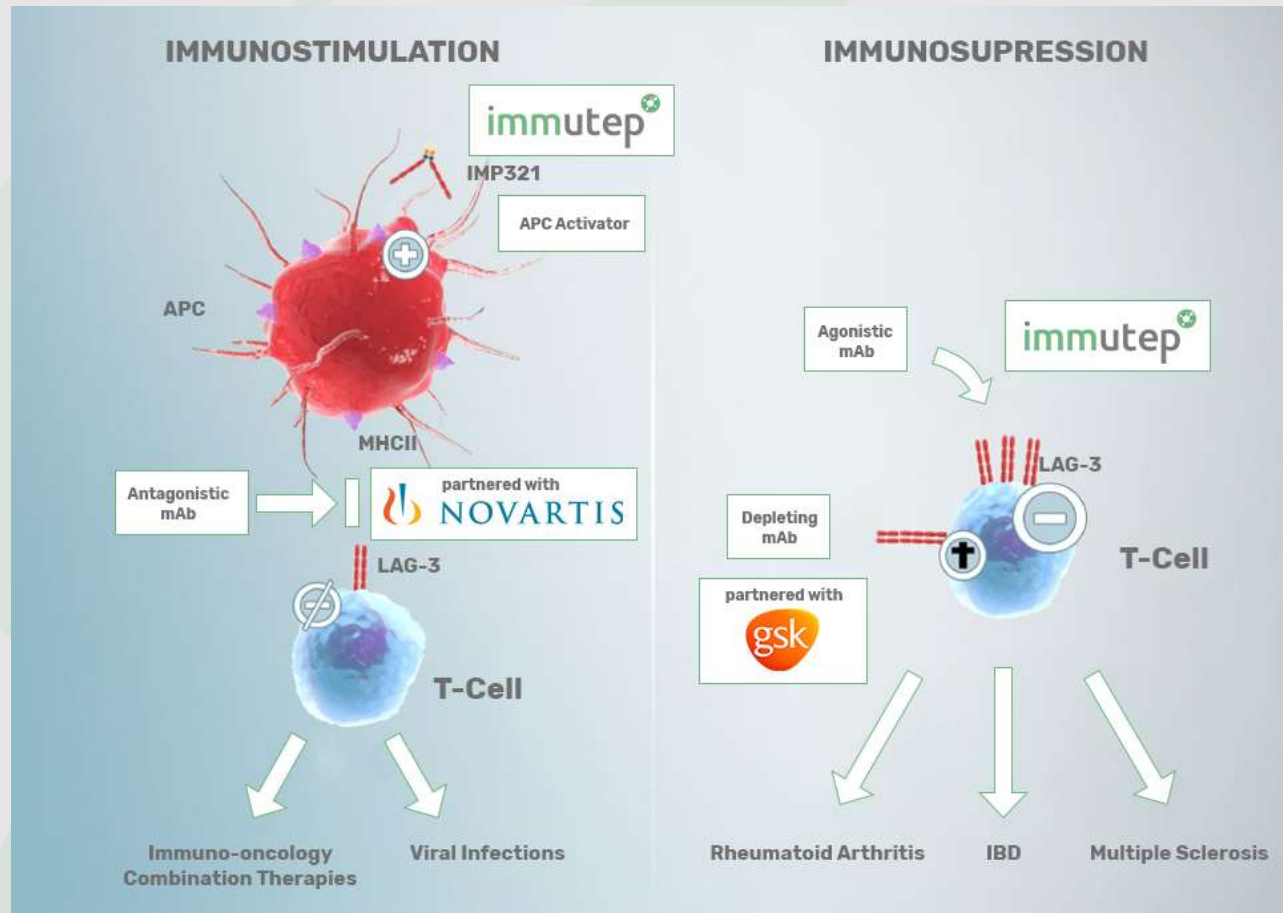 IMMUNOSTIMULATION
immutep
IMP321
APC Activator
APC
MHCII
Antagonistic
mAb
partnered with
NOVARTIS
LAG-3
T-Cell
Immuno-oncology
Combination Therapies
Viral Infections
IMMUNOSUPRESSION
Agonistic
mAb
immutep
LAG-3
Depleting
mAb
T-Cell
partnered with
gsk
Rheumatoid Arthritis
IBD
Multiple Sclerosis